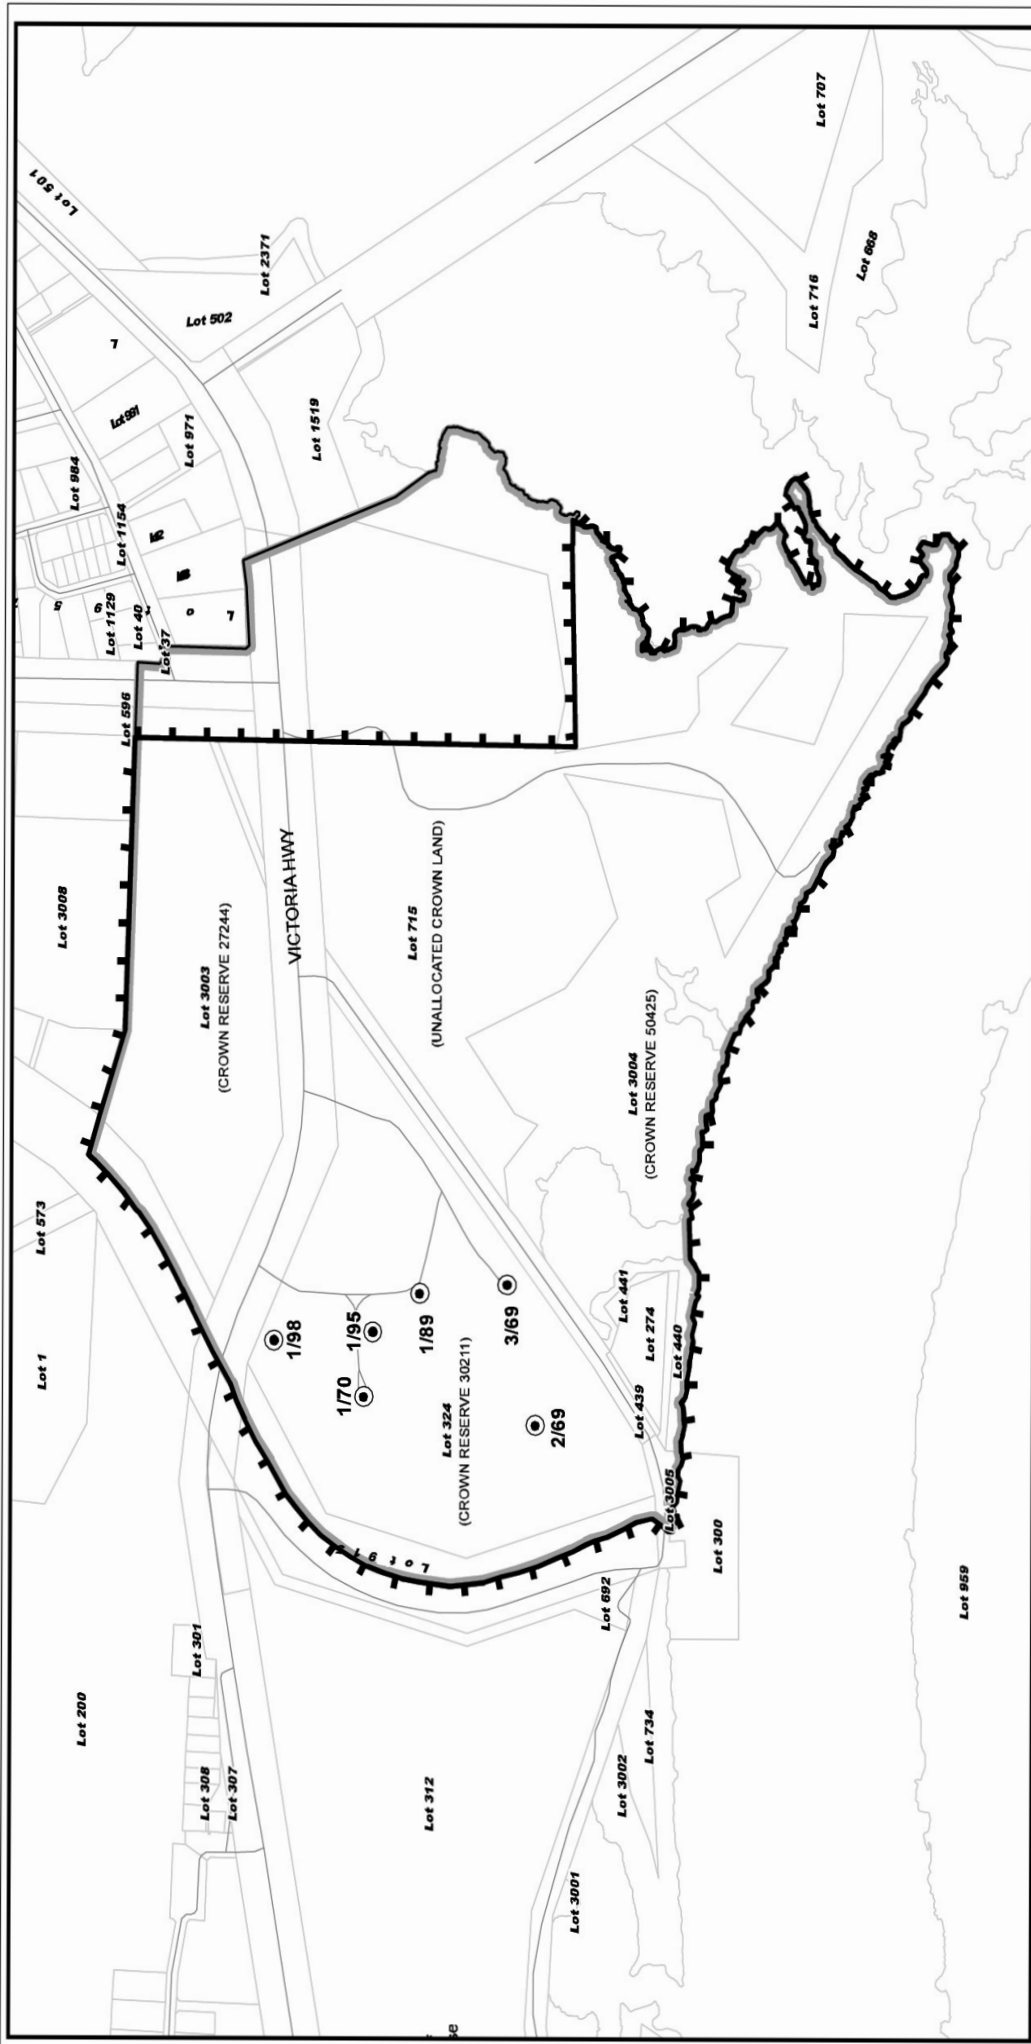 Lot 707
Lot 501
Lot 668
Lot 2371
Lot 716
Lot 502
L
Lot 991
Lot 971
Lot 1519
Lot 984
Lot 1154
Lot 1129
Lot 40
L o
Lot 37
Lot 596
Lot 3008
VICTORIA HWY
Lot 715
(UNALLOCATED CROWN LAND)
Lot 3003
(CROWN RESERVE 27244)
Lot 3004
(CROWN RESERVE 50425)
Lot 573
Lot 1
Lot 441
Lot 274
Lot 440
Lot 439
1/98
1/95
1/89
3/69
1/70
2/69
Lot 324
(CROWN RESERVE 30211)
Lot 3005
Lot 300
Lot 692
Lot 959
Lot 301
Lot 200
Lot 734
Lot 3002
Lot 308
Lot 307
Lot 312
Lot 3001
se